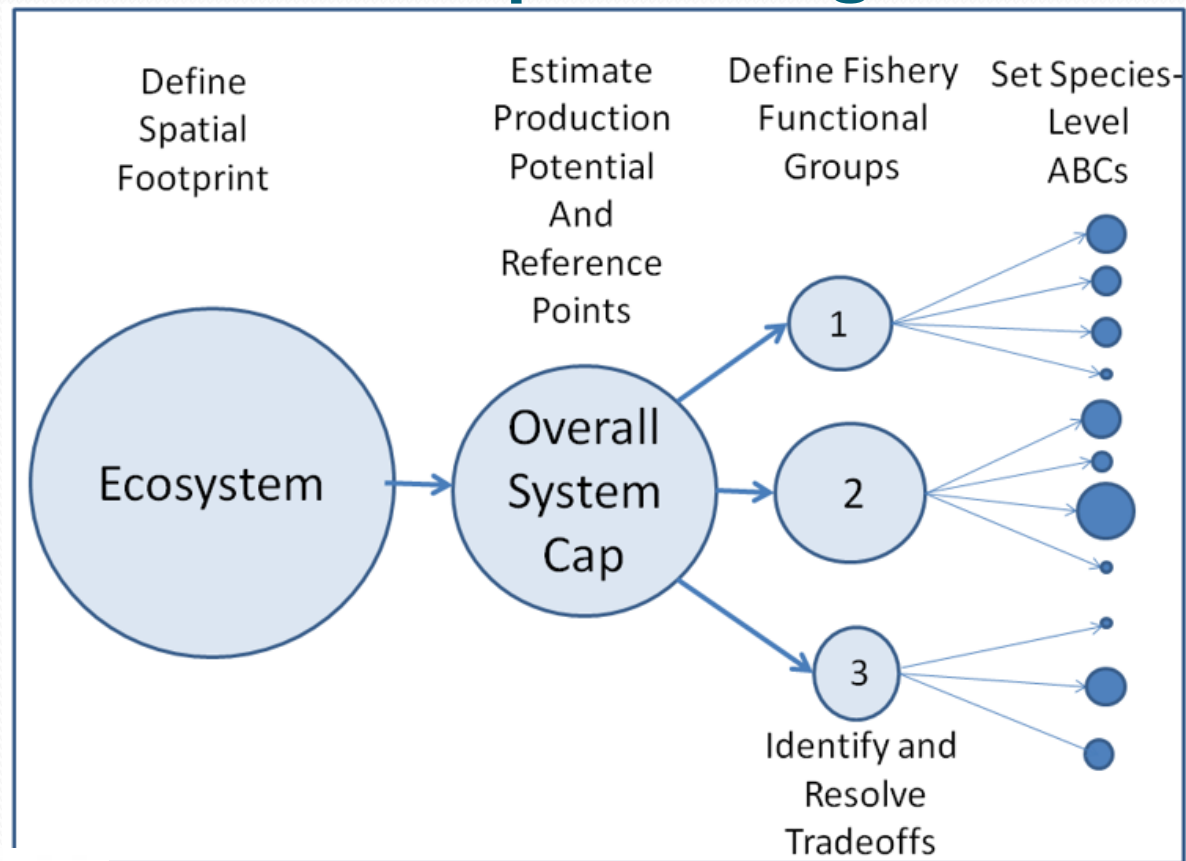 Define
Spatial
Footprint
Estimate
Production
Potential
And
Reference
Points
Define Fishery
Functional
Groups
Set Species-
Level
ABCs
Ecosystem
Overall
System
Cap
1
2
3
Identify and
Resolve
Tradeoffs